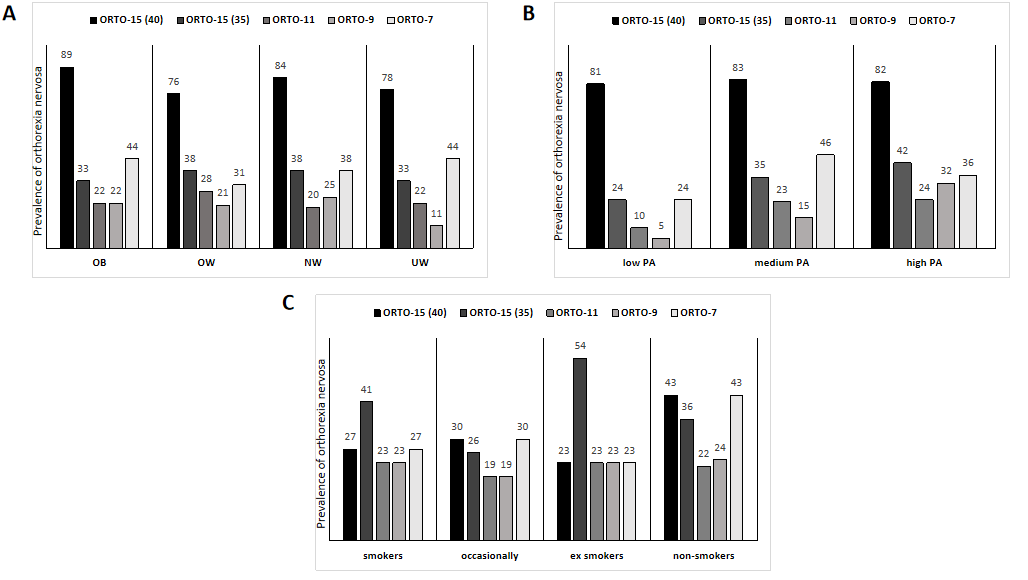 A
ORTO-15 (40) ORTO-15 (35) ORTO-11 ORTO-9 ORTO-7
Prevalence of orthorexia nervosa
89 33 22 22 44
76 38 28 21 31
84 38 20 25 38
78 33 22 11 44
OB OW NW UW
B
ORTO-15 (40) ORTO-15 (35) ORTO-11 ORTO-9 ORTO-7
Prevalence of orthorexia nervosa
81 24 10 5 24
83 35 23 15 46
82 42 24 32 36
low PA medium PA high PA
C
ORTO-15 (40) ORTO-15 (35) ORTO-11 ORTO-9 ORTO-7
Prevalence of orthorexia nervosa
27 41 23 23 27
30 26 19 19 30
23 54 23 23 23
43 36 22 24 43
smokers occasionally ex smokers non-smokers